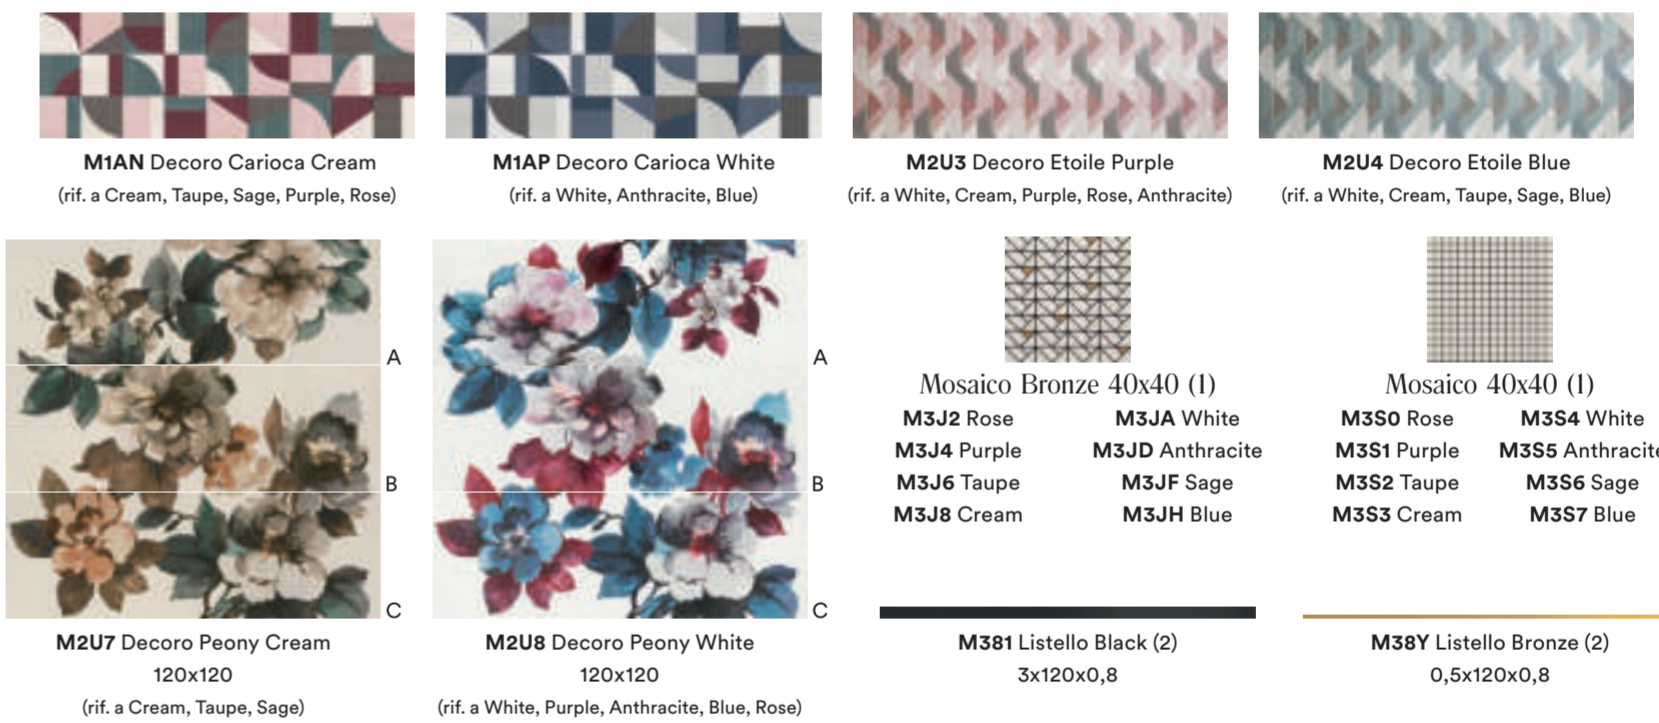 M1AN Decoro Carioca Cream
(rif. a Cream, Taupe, Sage, Purple, Rose)
M1AP Decoro Carioca White
(rif. a White, Anthracite, Blue)
M2U3 Decoro Etoile Purple
(rif. a White, Cream, Purple, Rose, Anthracite)
M2U4 Decoro Etoile Blue
(rif. a White, Cream, Taupe, Sage, Blue)
A
B
C
M2U7 Decoro Peony Cream
120x120
(rif. a Cream, Taupe, Sage)
A
B
C
M2U8 Decoro Peony White
120x120
(rif. a White, Purple, Anthracite, Blue, Rose)
Mosaico Bronze 40x40 (1)
M3J2 Rose
M3J4 Purple
M3J6 Taupe
M3J8 Cream
M3JA White
M3JD Anthracite
M3JF Sage
M3JH Blue
Mosaico 40x40 (1)
M3S0 Rose
M3S1 Purple
M3S2 Taupe
M3S3 Cream
M3S4 White
M3S5 Anthracite
M3S6 Sage
M3S7 Blue
M381 Listello Black (2)
3x120x0,8
M38Y Listello Bronze (2)
0,5x120x0,8